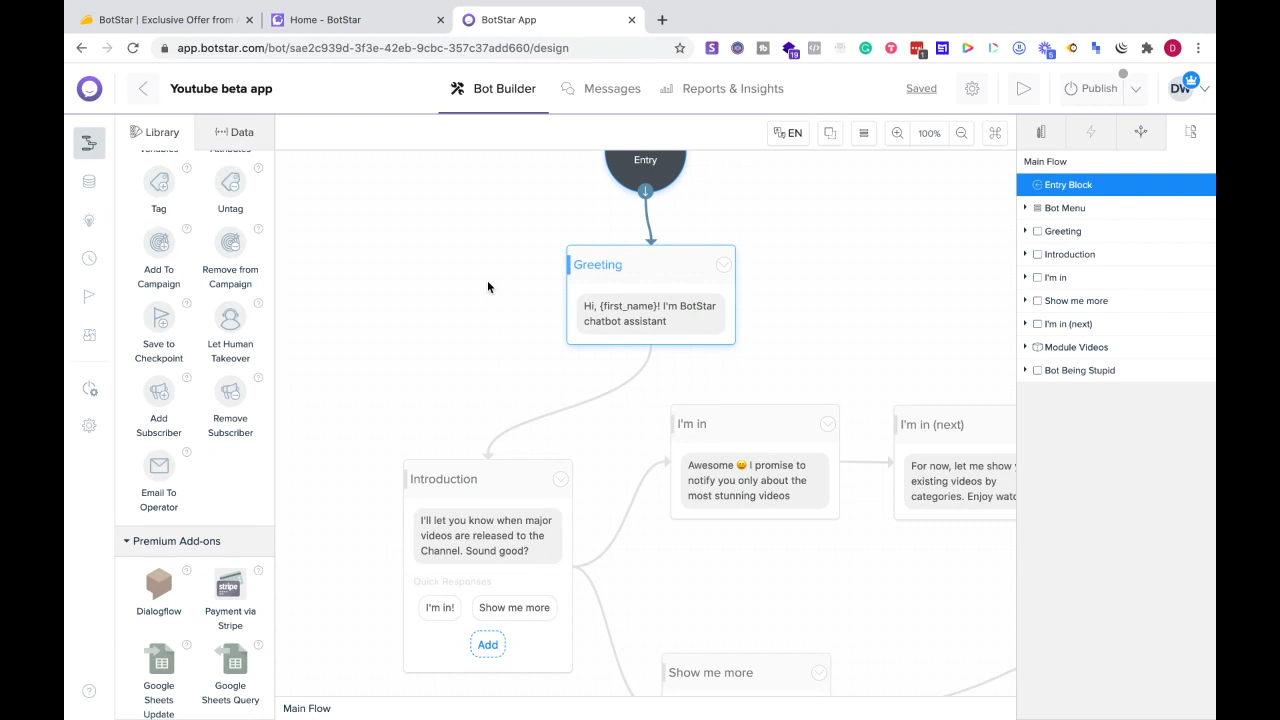 BotStar | Exclusive Offer from
Home - BotStar
BotStar App
app.botstar.com/bot/sae2c939d-3f3e-42eb-9cbc-357c37add660/design
19
1
5
D
Youtube beta app
Bot Builder
Messages
Reports & Insights
Saved
Publish
DW
Library
Data
EN
100%
Variables
Attributes
Tag
Untag
Add To
Campaign
Remove from
Campaign
Save to
Checkpoint
Let Human
Takeover
Add
Subscriber
Remove
Subscriber
Email To
Operator
Premium Add-ons
Dialogflow
stripe
Payment via
Stripe
Google
Sheets
Update
Google
Sheets Query
Entry
Greeting
Hi, {first_name}! I'm BotStar
chatbot assistant
Introduction
I'll let you know when major
videos are released to the
Channel. Sound good?
Quick Responses
I'm in!
Show me more
Add
I'm in
Awesome 😀 I promise to
notify you only about the
most stunning videos
I'm in (next)
For now, let me show
existing videos by
categories. Enjoy
Show me more
Main Flow
Main Flow
Entry Block
Bot Menu
Greeting
Introduction
I'm in
Show me more
I'm in (next)
Module Videos
Bot Being Stupid